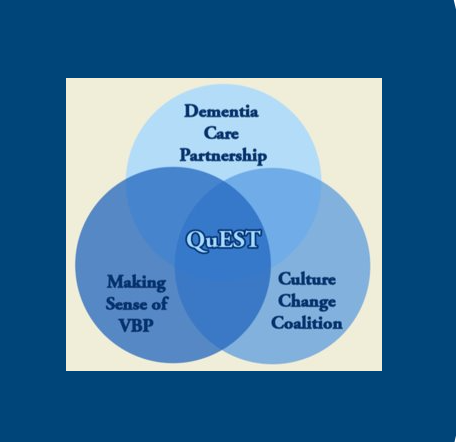 Dementia
Care
Partnership
QuEST
Making
Sense of
VBP
Culture
Change
Coalition